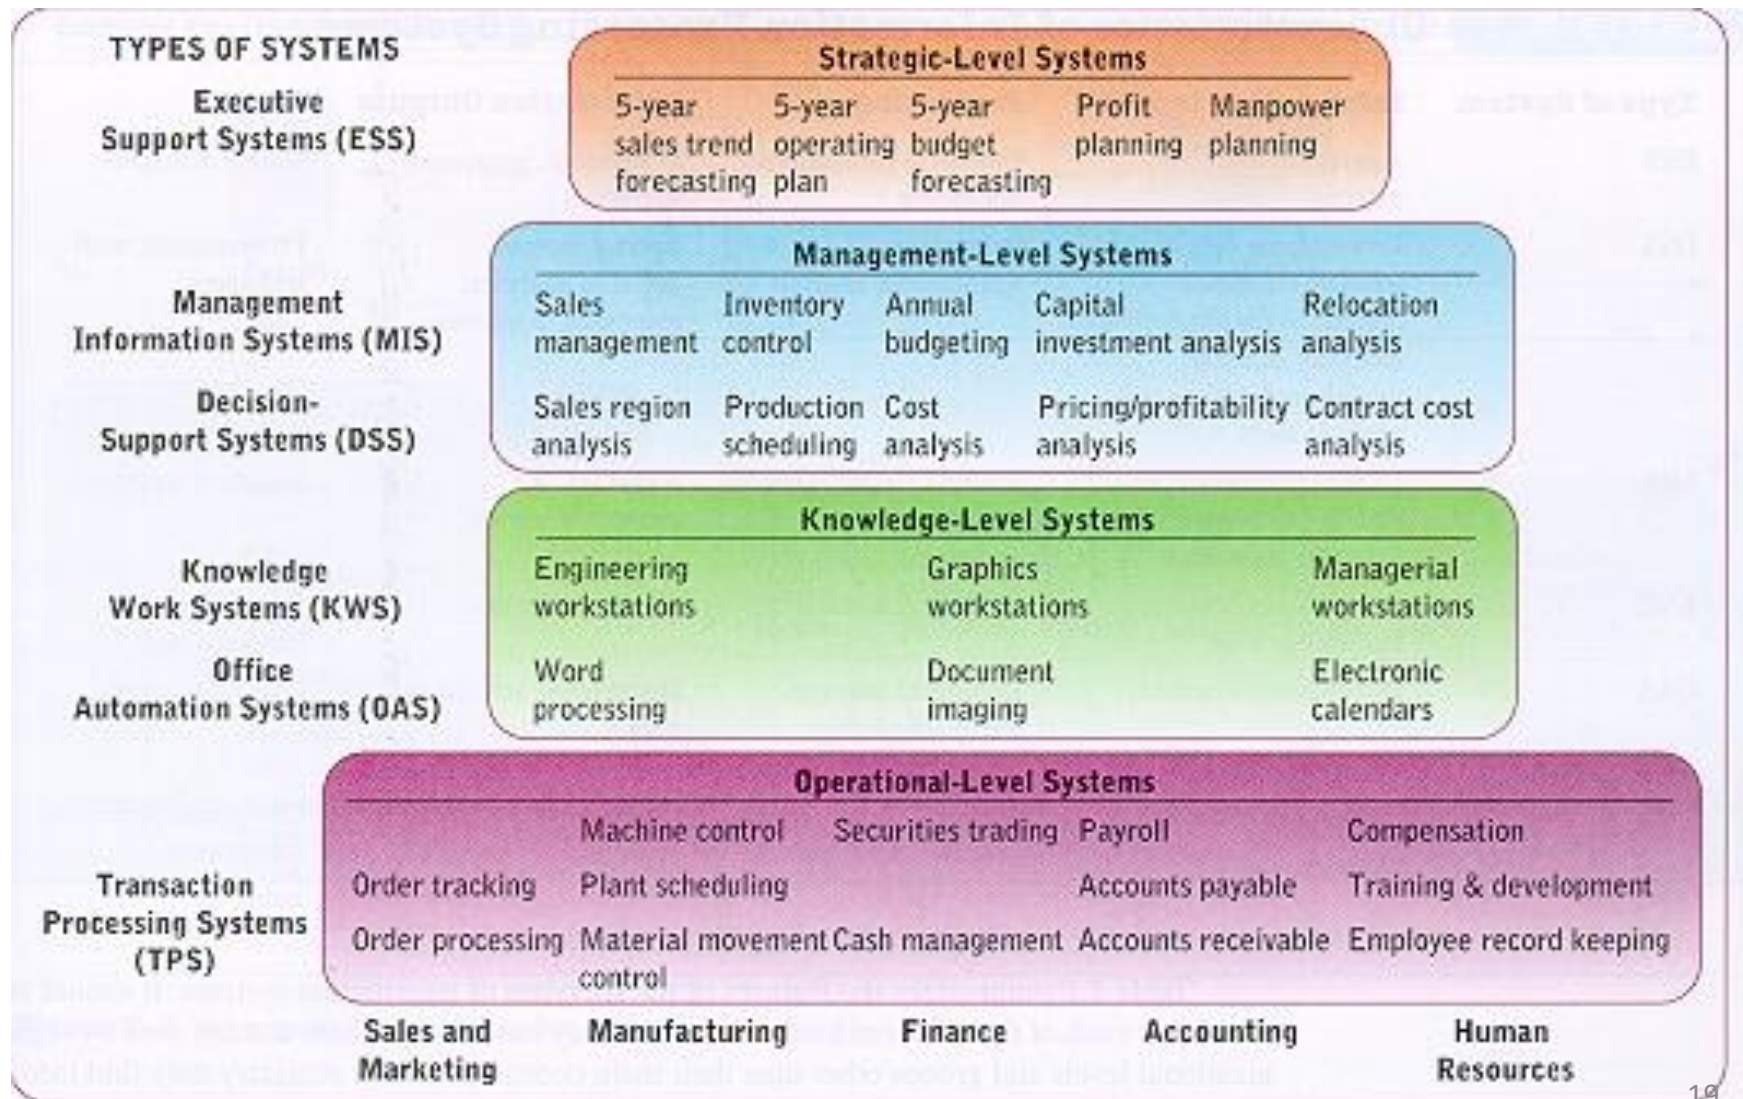 TYPES OF SYSTEMS
Executive
Support Systems (ESS)
Strategic-Level Systems
5-year 5-year 5-year Profit Manpower
sales trend operating budget planning planning
forecasting plan forecasting
Management-Level Systems
Management
Information Systems (MIS)
Sales Inventory Annual Capital Relocation
management control budgeting investment analysis analysis
Decision-
Support Systems (DSS)
Sales region Production Cost Pricing/profitability Contract cost
analysis scheduling analysis analysis analysis
Knowledge-Level Systems
Knowledge
Work Systems (KWS)
Engineering Graphics Managerial
workstations workstations workstations
Office
Automation Systems (OAS)
Word Document Electronic
processing imaging calendars
Operational-Level Systems
Transaction
Processing Systems
(TPS)
Machine control Securities trading Payroll Compensation
Order tracking Plant scheduling Accounts payable Training & development
Order processing Material movement Cash management Accounts receivable Employee record keeping
control
Sales and Manufacturing Finance Accounting Human
Marketing Resources
19